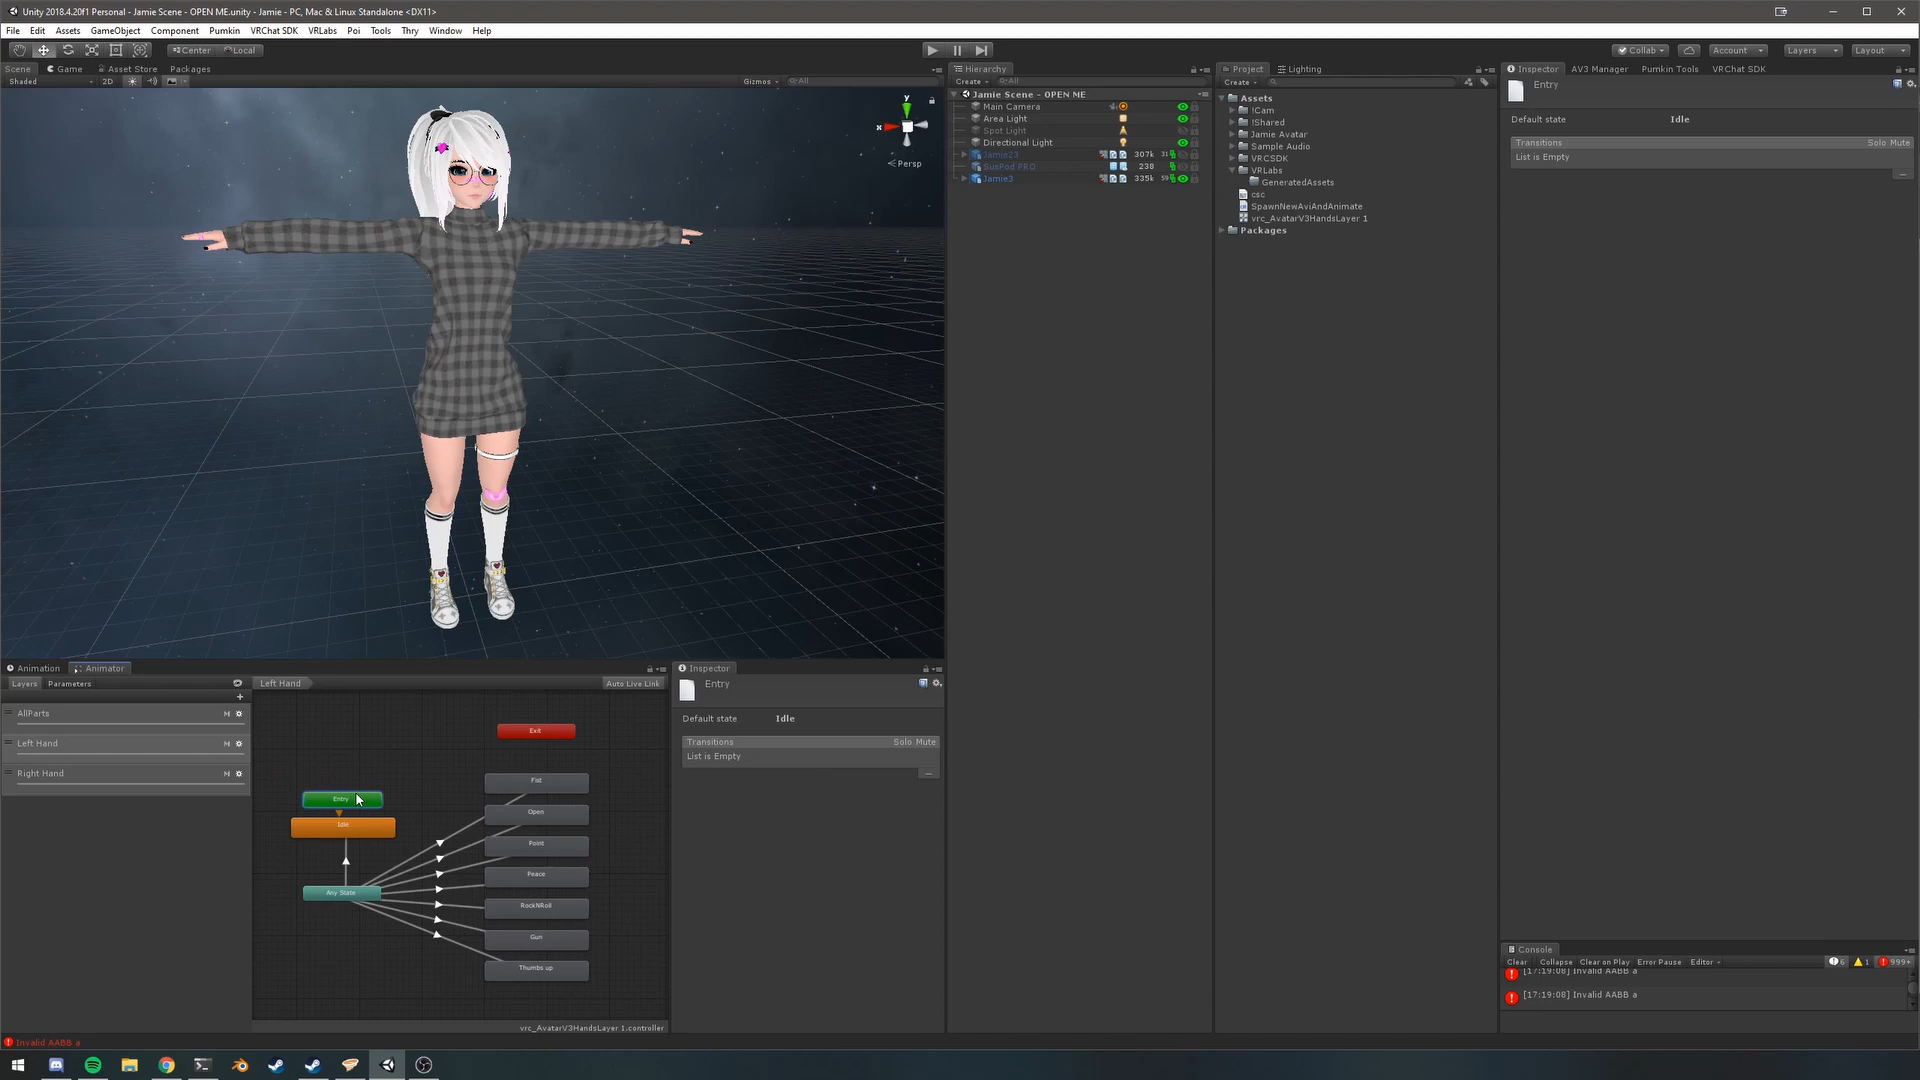 Unity 2018.4.20f1 Personal - Jamie Scene - OPEN ME.unity - Jamie - PC, Mac & Linux Standalone <DX11>
File Edit Assets GameObject Component Pumkin VRChat SDK VRLabs Poi Tools Thry Window Help
Center Local Collab Account Layers Layout
Scene Game Asset Store Packages
Shaded 2D Gizmos All
y
x
Persp
Hierarchy
Create All
Jamie Scene - OPEN ME
Main Camera
Area Light
Spot Light
Directional Light
Jamie23 307k 31
SusPod PRO 238
Jamie3 335k 59
Project Lighting
Create
Assets
!Cam
!Shared
Jamie Avatar
Sample Audio
VRCSDK
VRLabs
GeneratedAssets
csc
SpawnNewAviAndAnimate
vrc_AvatarV3HandsLayer 1
Packages
Inspector AV3 Manager Pumkin Tools VRChat SDK
Entry
Default state Idle
Transitions Solo Mute
List is Empty
Animation Animator
Layers Parameters
Left Hand Auto Live Link
AllParts M
Left Hand M
Right Hand M
Exit
Fist
Entry
Open
Idle
Point
Peace
Any State
RockNRoll
Gun
Thumbs up
vrc_AvatarV3HandsLayer 1.controller
Inspector
Entry
Default state Idle
Transitions Solo Mute
List is Empty
Console
Clear Collapse Clear on Play Error Pause Editor 6 1 999+
[17:19:08] Invalid AABB a
[17:19:08] Invalid AABB a
Invalid AABB a